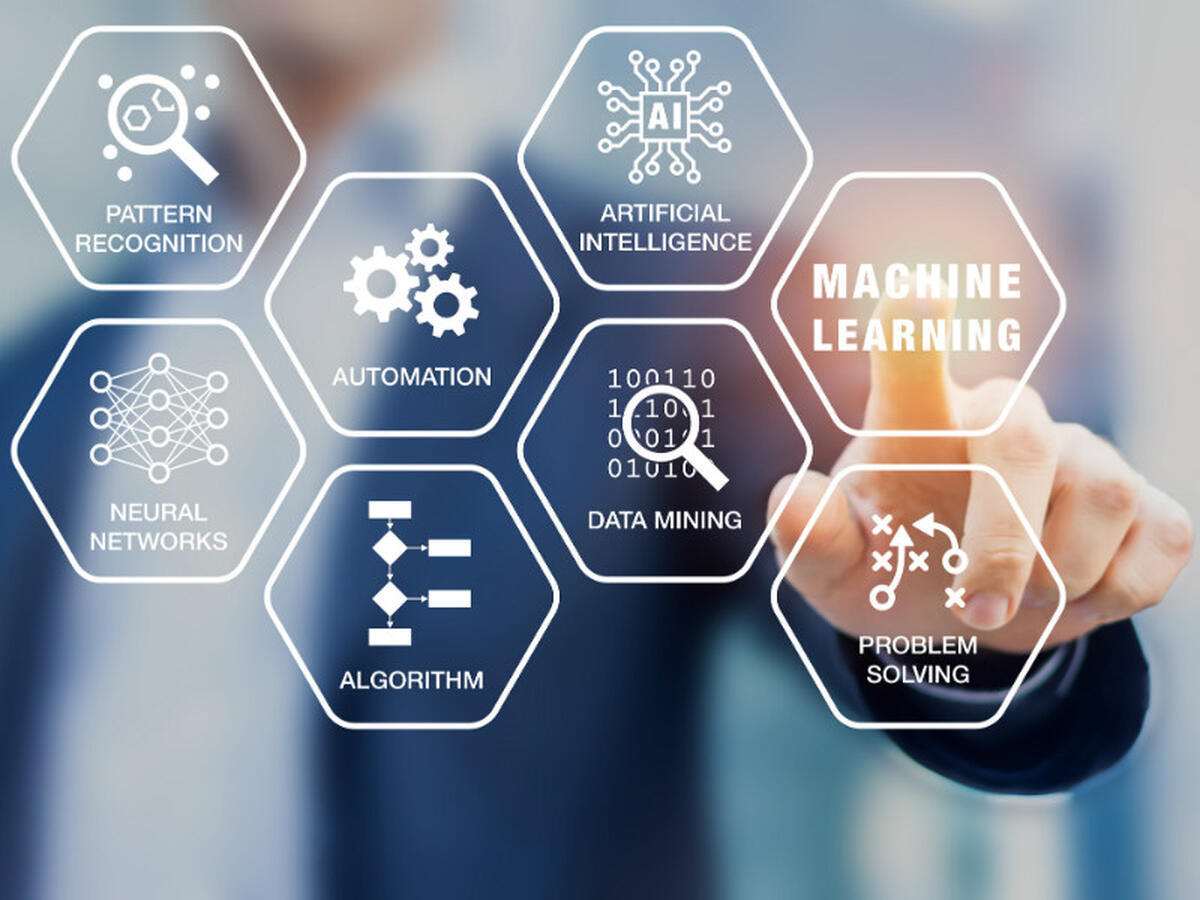 PATTERN
RECOGNITION
AI
ARTIFICIAL
INTELLIGENCE
AUTOMATION
MACHINE
LEARNING
NEURAL
NETWORKS
100110
DATA MINING
ALGORITHM
PROBLEM
SOLVING